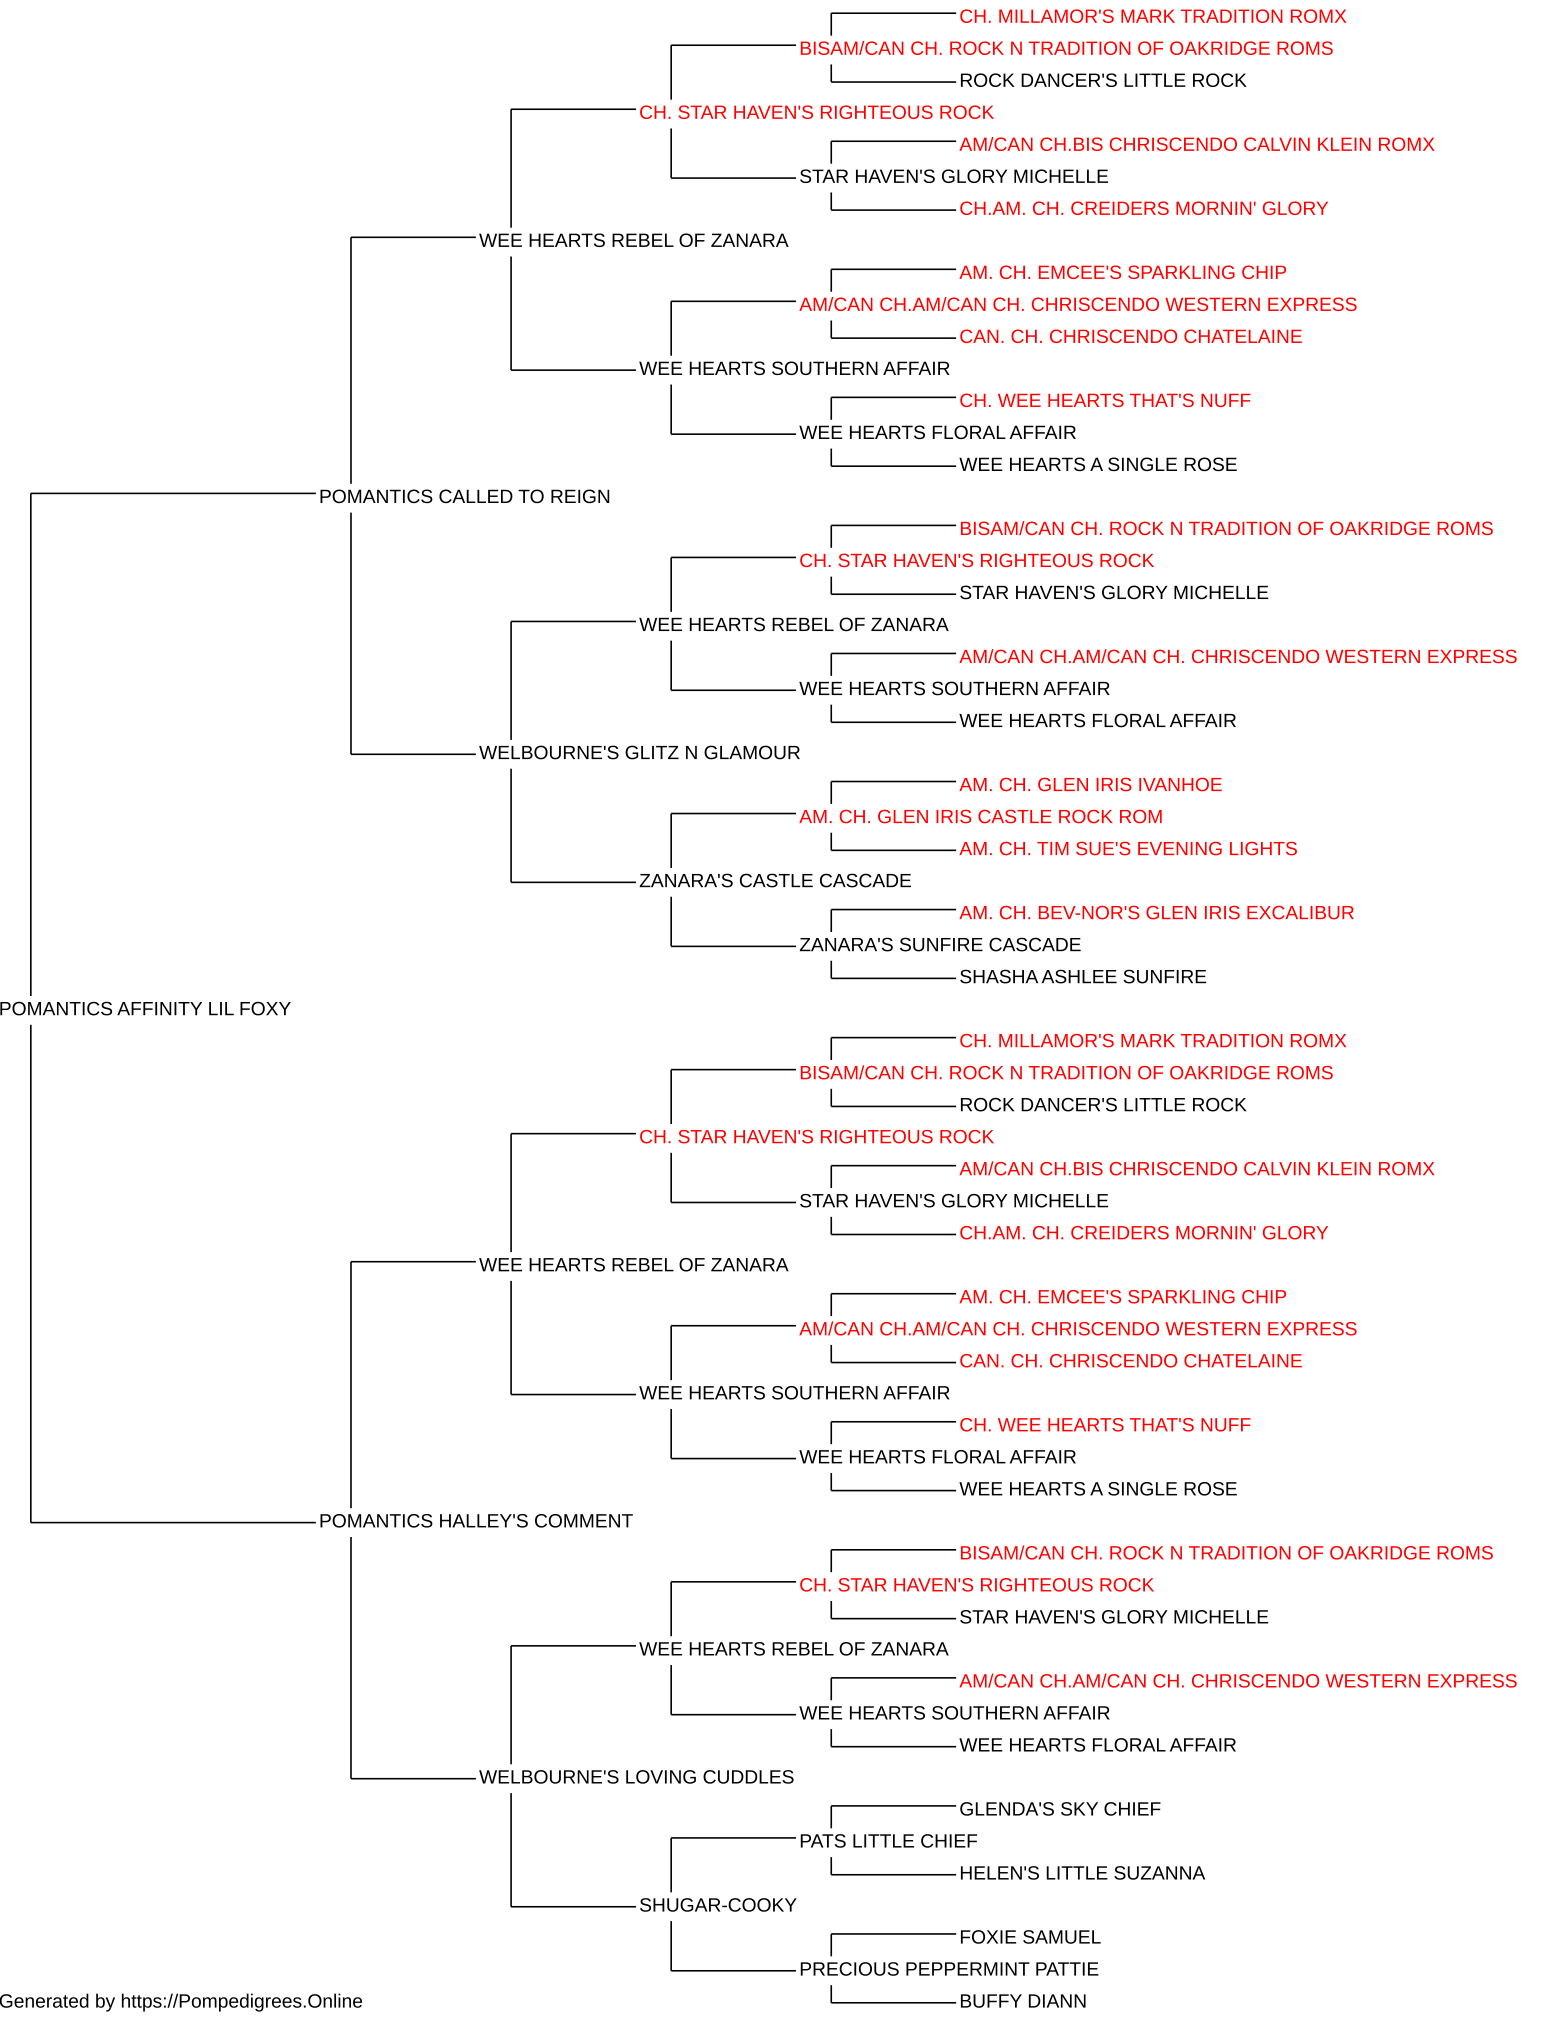 CH. MILLAMOR'S MARK TRADITION ROMX
BISAM/CAN CH. ROCK N TRADITION OF OAKRIDGE ROMS
ROCK DANCER'S LITTLE ROCK
CH. STAR HAVEN'S RIGHTEOUS ROCK
AM/CAN CH.BIS CHRISCENDO CALVIN KLEIN ROMX
STAR HAVEN'S GLORY MICHELLE
CH.AM. CH. CREIDERS MORNIN' GLORY
WEE HEARTS REBEL OF ZANARA
AM. CH. EMCEE'S SPARKLING CHIP
AM/CAN CH.AM/CAN CH. CHRISCENDO WESTERN EXPRESS
CAN. CH. CHRISCENDO CHATELAINE
WEE HEARTS SOUTHERN AFFAIR
CH. WEE HEARTS THAT'S NUFF
WEE HEARTS FLORAL AFFAIR
WEE HEARTS A SINGLE ROSE
POMANTICS CALLED TO REIGN
BISAM/CAN CH. ROCK N TRADITION OF OAKRIDGE ROMS
CH. STAR HAVEN'S RIGHTEOUS ROCK
STAR HAVEN'S GLORY MICHELLE
WEE HEARTS REBEL OF ZANARA
AM/CAN CH.AM/CAN CH. CHRISCENDO WESTERN EXPRESS
WEE HEARTS SOUTHERN AFFAIR
WEE HEARTS FLORAL AFFAIR
WELBOURNE'S GLITZ N GLAMOUR
AM. CH. GLEN IRIS IVANHOE
AM. CH. GLEN IRIS CASTLE ROCK ROM
AM. CH. TIM SUE'S EVENING LIGHTS
ZANARA'S CASTLE CASCADE
AM. CH. BEV-NOR'S GLEN IRIS EXCALIBUR
ZANARA'S SUNFIRE CASCADE
SHASHA ASHLEE SUNFIRE
POMANTICS AFFINITY LIL FOXY
CH. MILLAMOR'S MARK TRADITION ROMX
BISAM/CAN CH. ROCK N TRADITION OF OAKRIDGE ROMS
ROCK DANCER'S LITTLE ROCK
CH. STAR HAVEN'S RIGHTEOUS ROCK
AM/CAN CH.BIS CHRISCENDO CALVIN KLEIN ROMX
STAR HAVEN'S GLORY MICHELLE
CH.AM. CH. CREIDERS MORNIN' GLORY
WEE HEARTS REBEL OF ZANARA
AM. CH. EMCEE'S SPARKLING CHIP
AM/CAN CH.AM/CAN CH. CHRISCENDO WESTERN EXPRESS
CAN. CH. CHRISCENDO CHATELAINE
WEE HEARTS SOUTHERN AFFAIR
CH. WEE HEARTS THAT'S NUFF
WEE HEARTS FLORAL AFFAIR
WEE HEARTS A SINGLE ROSE
POMANTICS HALLEY'S COMMENT
BISAM/CAN CH. ROCK N TRADITION OF OAKRIDGE ROMS
CH. STAR HAVEN'S RIGHTEOUS ROCK
STAR HAVEN'S GLORY MICHELLE
WEE HEARTS REBEL OF ZANARA
AM/CAN CH.AM/CAN CH. CHRISCENDO WESTERN EXPRESS
WEE HEARTS SOUTHERN AFFAIR
WEE HEARTS FLORAL AFFAIR
WELBOURNE'S LOVING CUDDLES
GLENDA'S SKY CHIEF
PATS LITTLE CHIEF
HELEN'S LITTLE SUZANNA
SHUGAR-COOKY
FOXIE SAMUEL
PRECIOUS PEPPERMINT PATTIE
BUFFY DIANN
Generated by https://Pompedigrees.Online